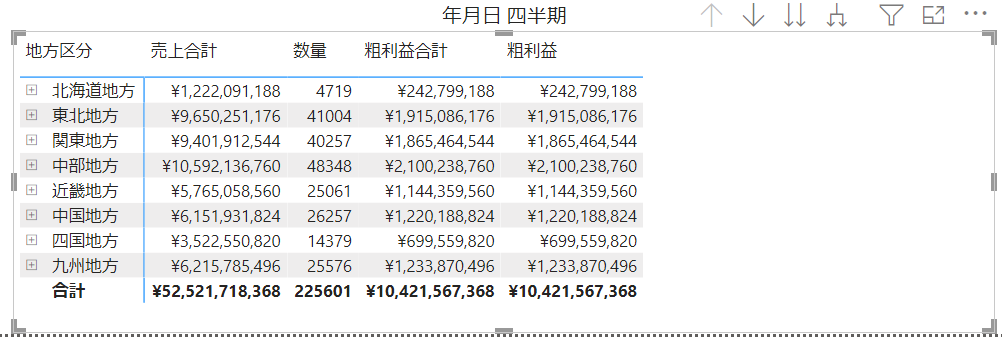 年月日 四半期
地方区分 売上合計 数量 粗利益合計 粗利益
北海道地方 ¥1,222,091,188 4719 ¥242,799,188 ¥242,799,188
東北地方 ¥9,650,251,176 41004 ¥1,915,086,176 ¥1,915,086,176
関東地方 ¥9,401,912,544 40257 ¥1,865,464,544 ¥1,865,464,544
中部地方 ¥10,592,136,760 48348 ¥2,100,238,760 ¥2,100,238,760
近畿地方 ¥5,765,058,560 25061 ¥1,144,359,560 ¥1,144,359,560
中国地方 ¥6,151,931,824 26257 ¥1,220,188,824 ¥1,220,188,824
四国地方 ¥3,522,550,820 14379 ¥699,559,820 ¥699,559,820
九州地方 ¥6,215,785,496 25576 ¥1,233,870,496 ¥1,233,870,496
合計 ¥52,521,718,368 225601 ¥10,421,567,368 ¥10,421,567,368